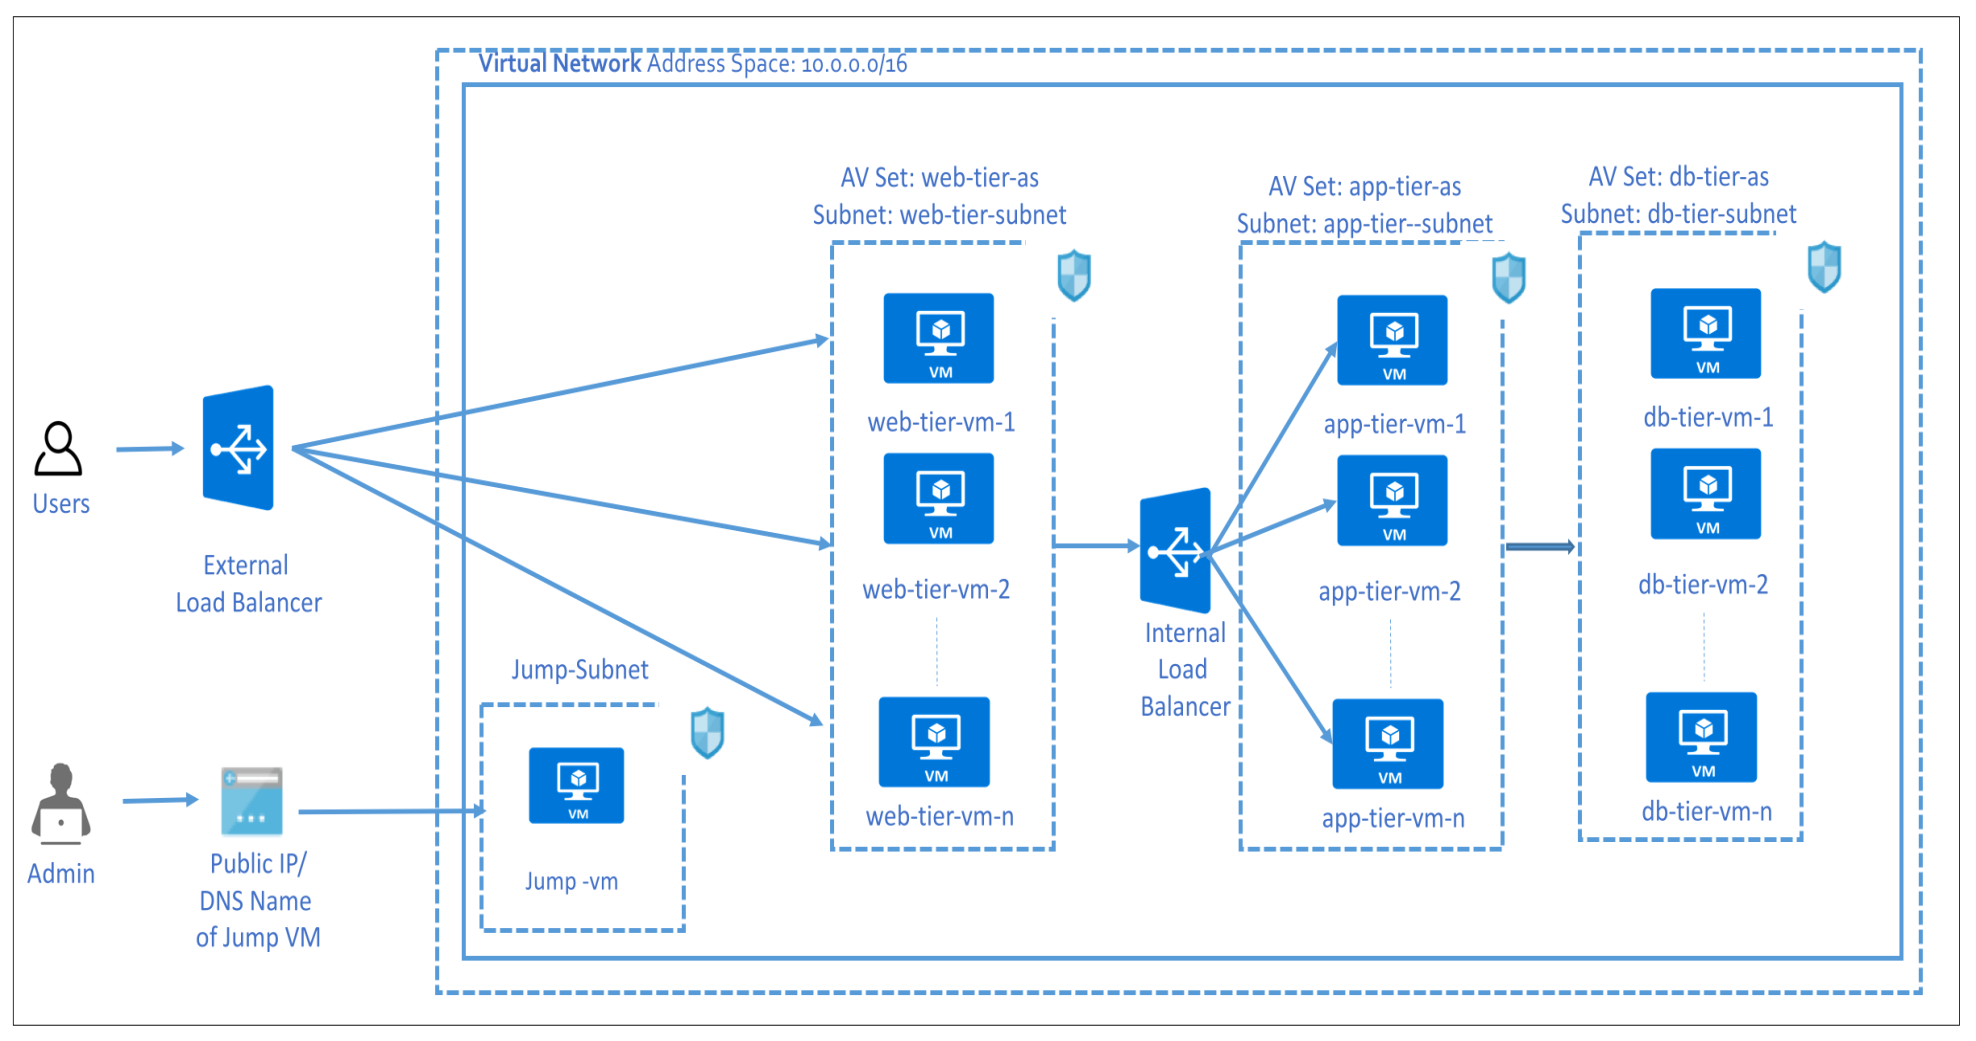 Virtual Network Address Space: 10.0.0.0/16
Users
External
Load Balancer
Admin
Public IP/
DNS Name
of Jump VM
Jump-Subnet
VM
Jump -vm
AV Set: web-tier-as
Subnet: web-tier-subnet
VM
web-tier-vm-1
VM
web-tier-vm-2
VM
web-tier-vm-n
Internal
Load
Balancer
AV Set: app-tier-as
Subnet: app-tier--subnet
VM
app-tier-vm-1
VM
app-tier-vm-2
VM
app-tier-vm-n
AV Set: db-tier-as
Subnet: db-tier-subnet
VM
db-tier-vm-1
VM
db-tier-vm-2
VM
db-tier-vm-n